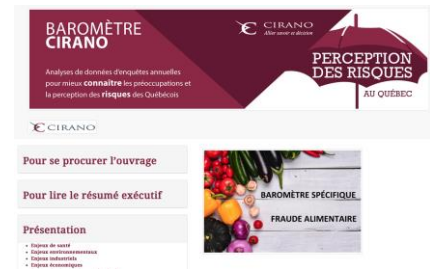 BAROMÈTRE
CIRANO
Analyses de données d'enquêtes annuelles
pour mieux connaître les préoccupations et
la perception des risques des Québécois
CIRANO
Allier savoir et décision
PERCEPTION
DES RISQUES
AU QUÉBEC
CIRANO
Pour se procurer l'ouvrage
Pour lire le résumé exécutif
Présentation
Enjeux de santé
Enjeux environnementaux
Enjeux industriels
Enjeux économiques
BAROMÈTRE SPÉCIFIQUE
FRAUDE ALIMENTAIRE